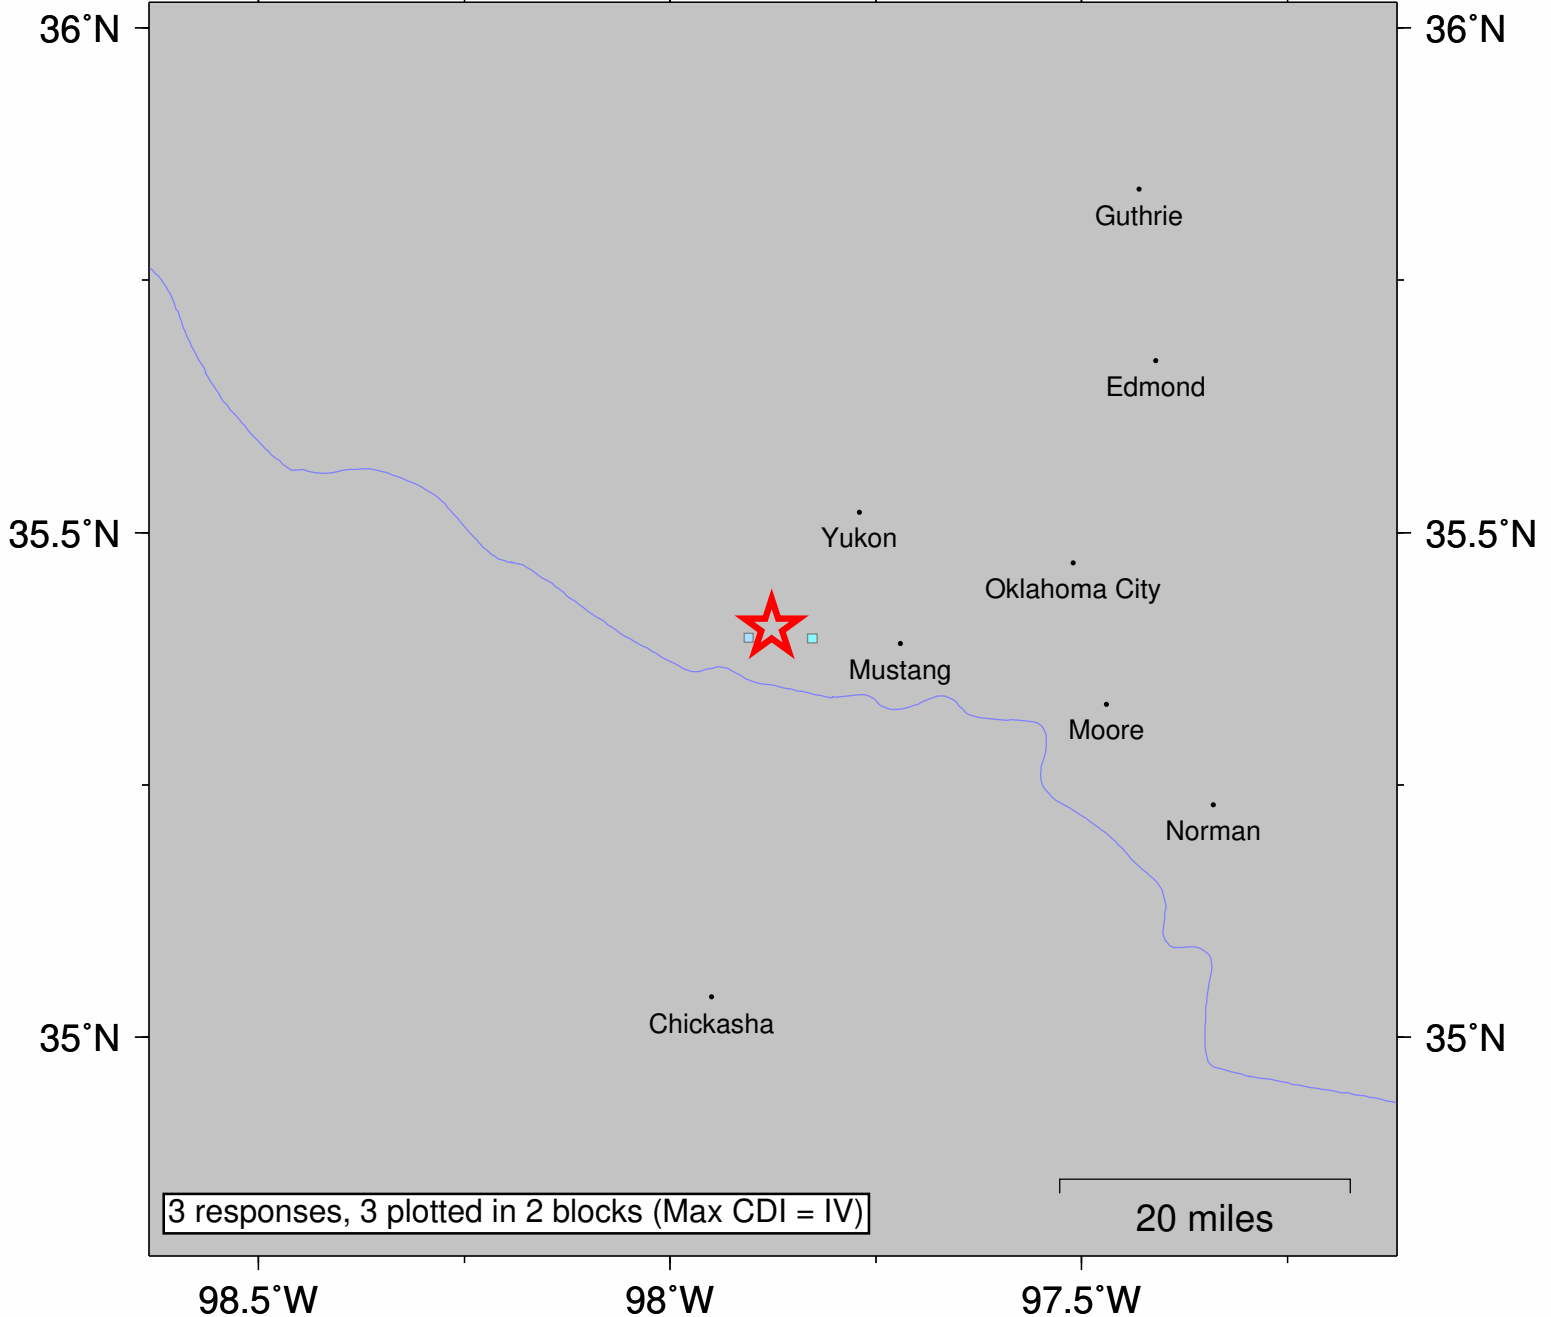 36˚N 36˚N
Guthrie
Edmond
35.5˚N 35.5˚N
Yukon
Oklahoma City
Mustang
Moore
Norman
Chickasha
35˚N 35˚N
3 responses, 3 plotted in 2 blocks (Max CDI = IV)
20 miles
98.5˚W 98˚W 97.5˚W